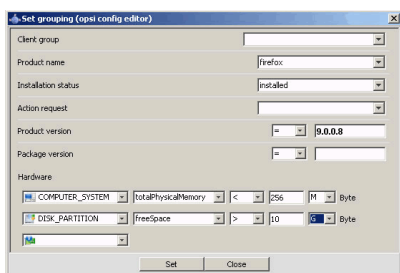 Set grouping (opsi config editor)
Client group
Product name firefox
Installation status installed
Action request
Product version = 9.0.0.8
Package version =
Hardware
COMPUTER_SYSTEM totalPhysicalMemory < 256 M Byte
DISK_PARTITION freeSpace > 10 G Byte
Set Close